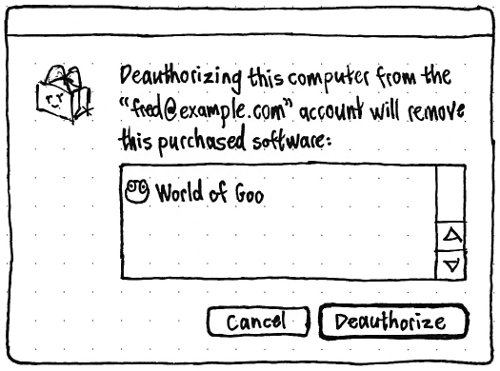 Deauthorizing this computer from the
"fred@example.com" account will remove
this purchased software:
World of Goo
Cancel
Deauthorize